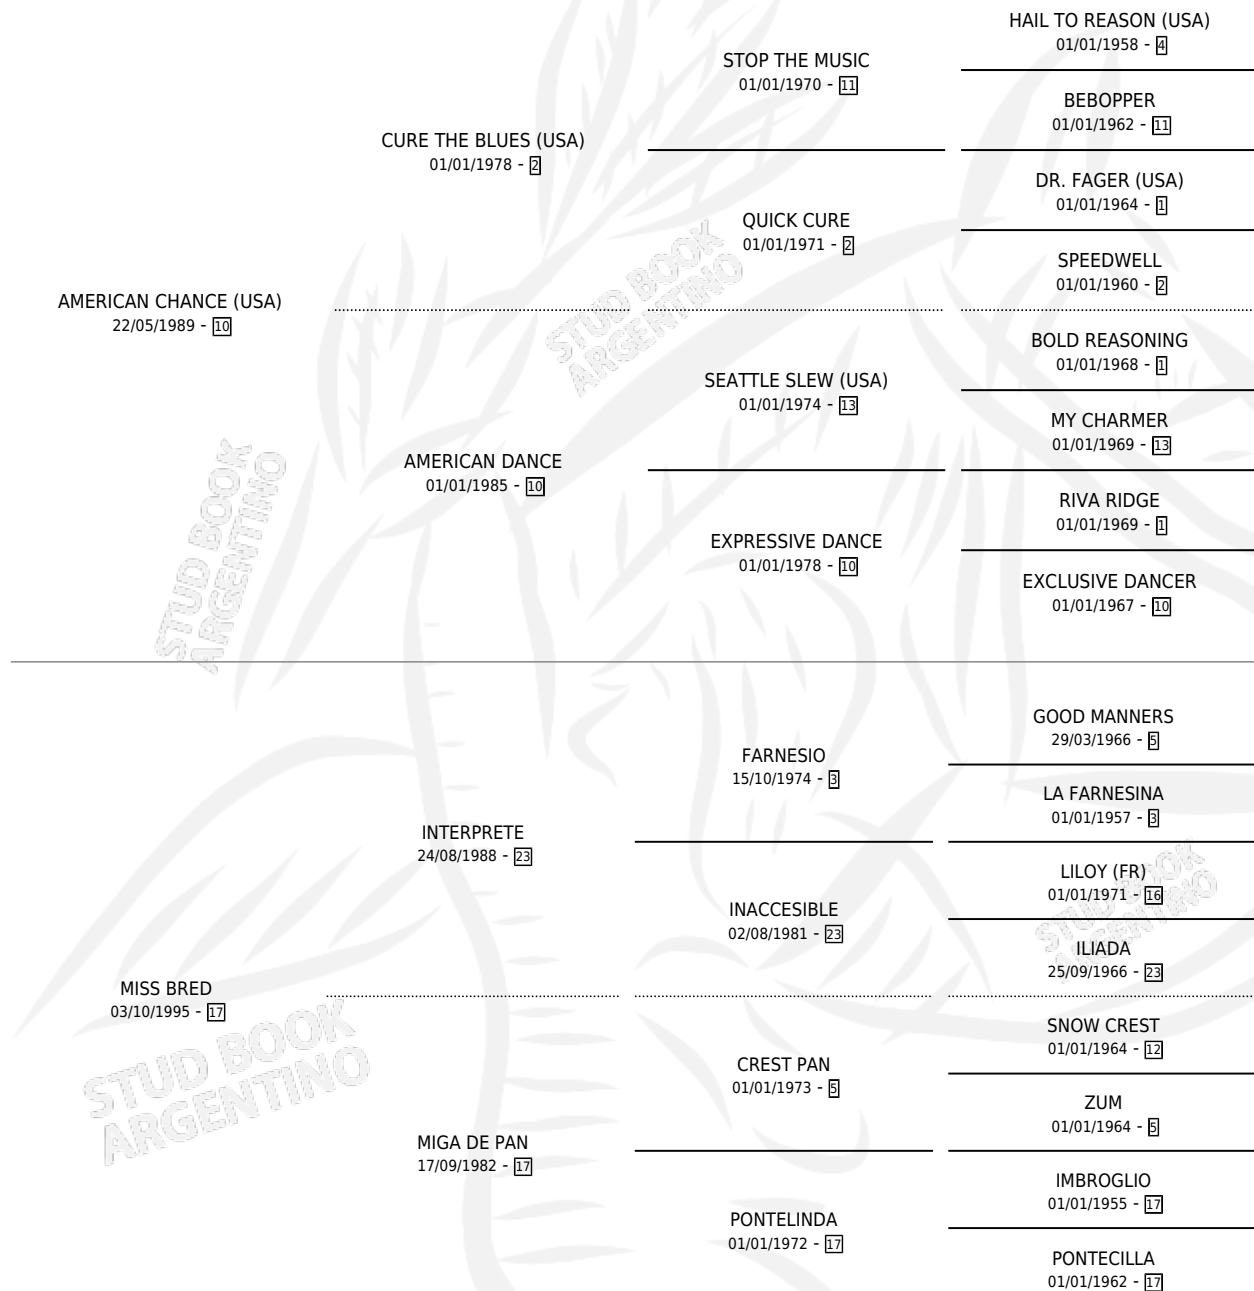 HAIL TO REASON (USA)
01/01/1958 - 4
STOP THE MUSIC
01/01/1970 - 11
BEBOPPER
01/01/1962 - 11
CURE THE BLUES (USA)
01/01/1978 - 2
DR. FAGER (USA)
01/01/1964 - 1
QUICK CURE
01/01/1971 - 2
SPEEDWELL
01/01/1960 - 2
AMERICAN CHANCE (USA)
22/05/1989 - 10
STUD BOOK
ARGENTINO
BOLD REASONING
01/01/1968 - 1
SEATTLE SLEW (USA)
01/01/1974 - 13
MY CHARMER
01/01/1969 - 13
AMERICAN DANCE
01/01/1985 - 10
RIVA RIDGE
01/01/1969 - 1
EXPRESSIVE DANCE
01/01/1978 - 10
EXCLUSIVE DANCER
01/01/1967 - 10
STUD BOOK
ARGENTINO
GOOD MANNERS
29/03/1966 - 5
FARNESIO
15/10/1974 - 3
LA FARNESINA
01/01/1957 - 3
INTERPRETE
24/08/1988 - 23
LILOY (FR)
01/01/1971 - 16
INACCESIBLE
02/08/1981 - 23
ILIADA
25/09/1966 - 23
STUD BOOK
ARGENTINO
MISS BRED
03/10/1995 - 17
SNOW CREST
01/01/1964 - 12
CREST PAN
01/01/1973 - 5
ZUM
01/01/1964 - 5
STUD BOOK
ARGENTINO
MIGA DE PAN
17/09/1982 - 17
IMBROGLIO
01/01/1955 - 17
PONTELINDA
01/01/1972 - 17
PONTECILLA
01/01/1962 - 17